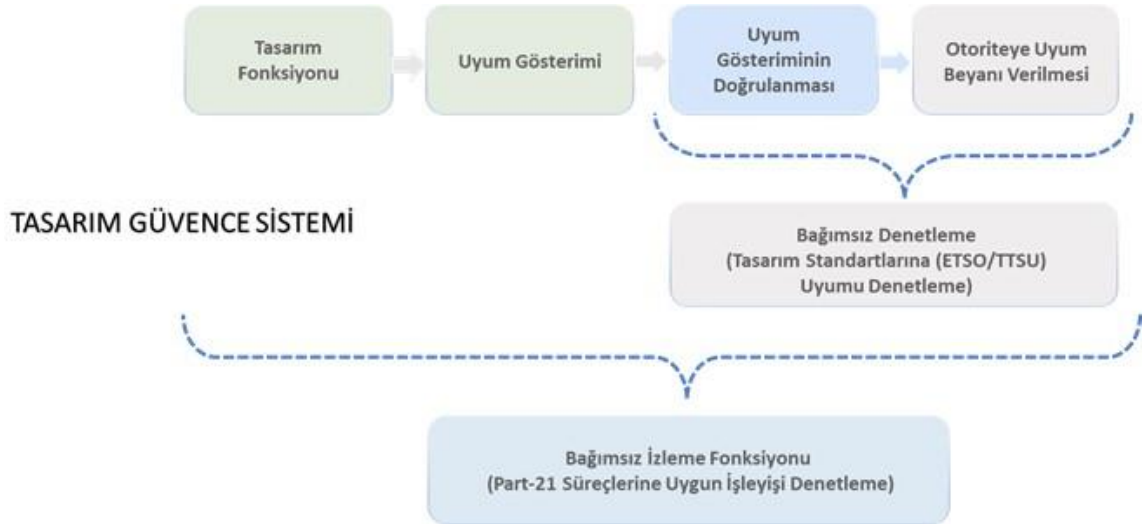 Tasarım
Fonksiyonu
Uyum Gösterimi
Uyum
Gösteriminin
Doğrulanması
Otoriteye Uyum
Beyanı Verilmesi
TASARIM GÜVENCE SİSTEMİ
Bağımsız Denetleme
(Tasarım Standartlarına (ETSO/TTSU)
Uyumu Denetleme)
Bağımsız İzleme Fonksiyonu
(Part-21 Süreçlerine Uygun İşleyişi Denetleme)